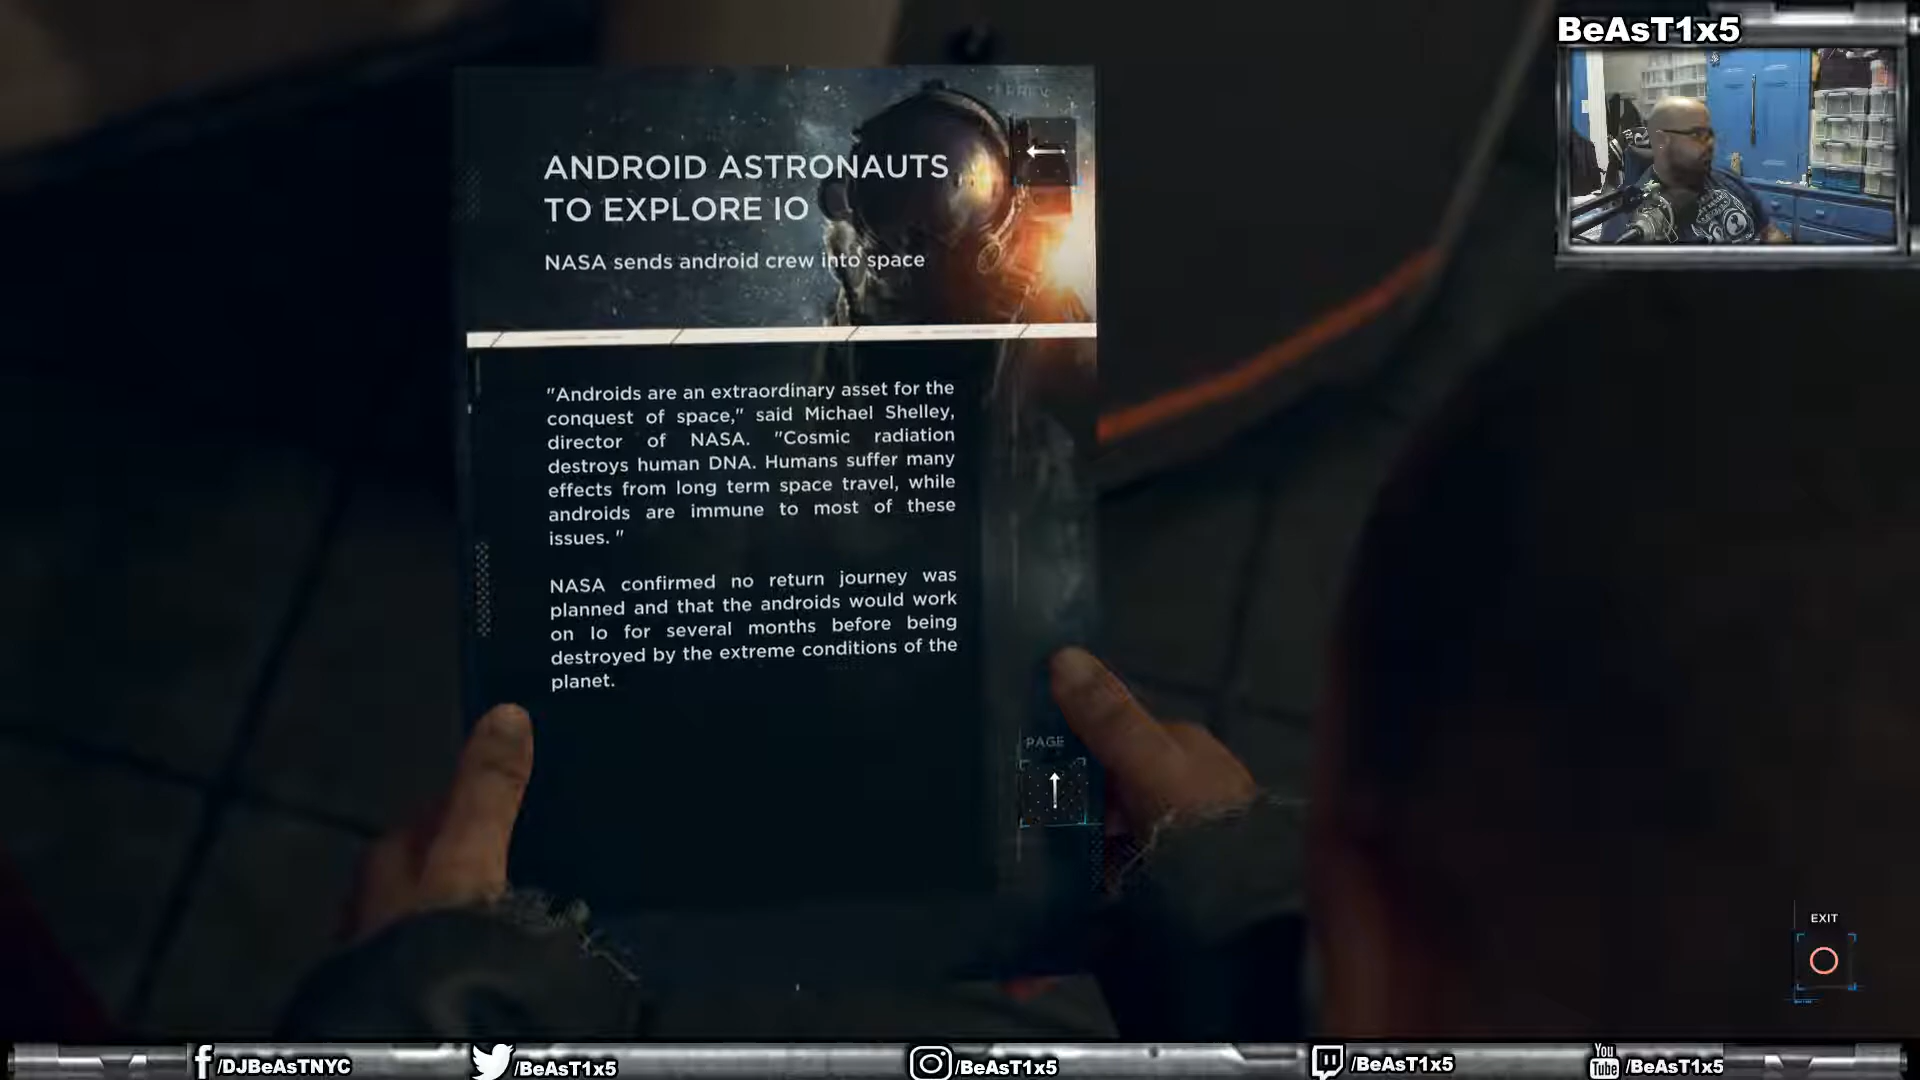 BeAsT1x5
PREV
ANDROID ASTRONAUTS
TO EXPLORE IO
NASA sends android crew into space
"Androids are an extraordinary asset for the
conquest of space," said Michael Shelley,
director of NASA. "Cosmic radiation
destroys human DNA. Humans suffer many
effects from long term space travel, while
androids are immune to most of these
issues. "
NASA confirmed no return journey was
planned and that the androids would work
on Io for several months before being
destroyed by the extreme conditions of the
planet.
PAGE
EXIT
/DJBeAsTNYC
/BeAsT1x5
/BeAsT1x5
/BeAsT1x5
You
Tube
/BeAsT1x5